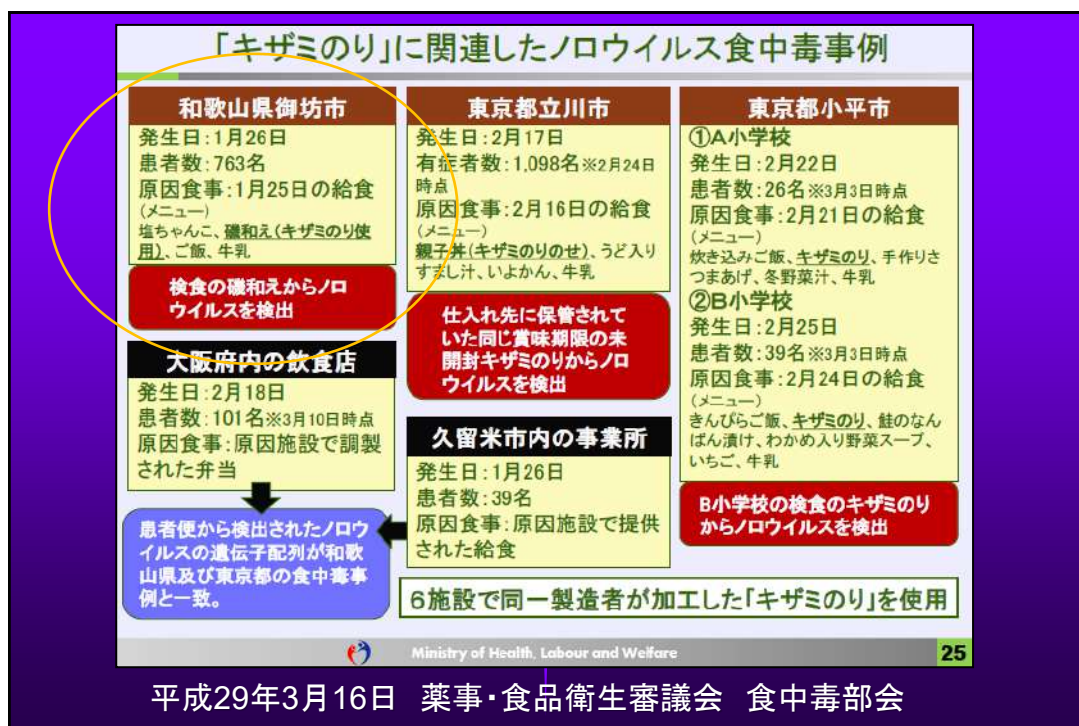 「キザミのり」に関連したノロウイルス食中毒事例
和歌山県御坊市
発生日:1月26日
患者数:763名
原因食事:1月25日の給食
(メニュー)
塩ちゃんこ、磯和え(キザミのり使
用)、ご飯、牛乳
検食の磯和えからノロ
ウイルスを検出
大阪府内の飲食店
発生日:2月18日
患者数:101名※3月10日時点
原因食事:原因施設で調製
された弁当
患者便から検出されたノロウ
イルスの遺伝子配列が和歌
山県及び東京都の食中毒事
例と一致。
東京都立川市
発生日:2月17日
有症者数:1,098名※2月24日
時点
原因食事:2月16日の給食
(メニュー)
親子丼(キザミのりのせ)、うど入り
すまし汁、いよかん、牛乳
仕入れ先に保管されて
いた同じ賞味期限の未
開封キザミのりからノロ
ウイルスを検出
久留米市内の事業所
発生日:1月26日
患者数:39名
原因食事:原因施設で提供
された給食
東京都小平市
①A小学校
発生日:2月22日
患者数:26名※3月3日時点
原因食事:2月21日の給食
(メニュー)
炊き込みご飯、キザミのり、手作りさ
つまあげ、冬野菜汁、牛乳
②B小学校
発生日:2月25日
患者数:39名※3月3日時点
原因食事:2月24日の給食
(メニュー)
きんぴらご飯、キザミのり、鮭のなん
ばん漬け、わかめ入り野菜スープ、
いちご、牛乳
B小学校の検食のキザミのり
からノロウイルスを検出
6施設で同一製造者が加工した「キザミのり」を使用
Ministry of Health, Labour and Welfare
25
平成29年3月16日 薬事・食品衛生審議会 食中毒部会